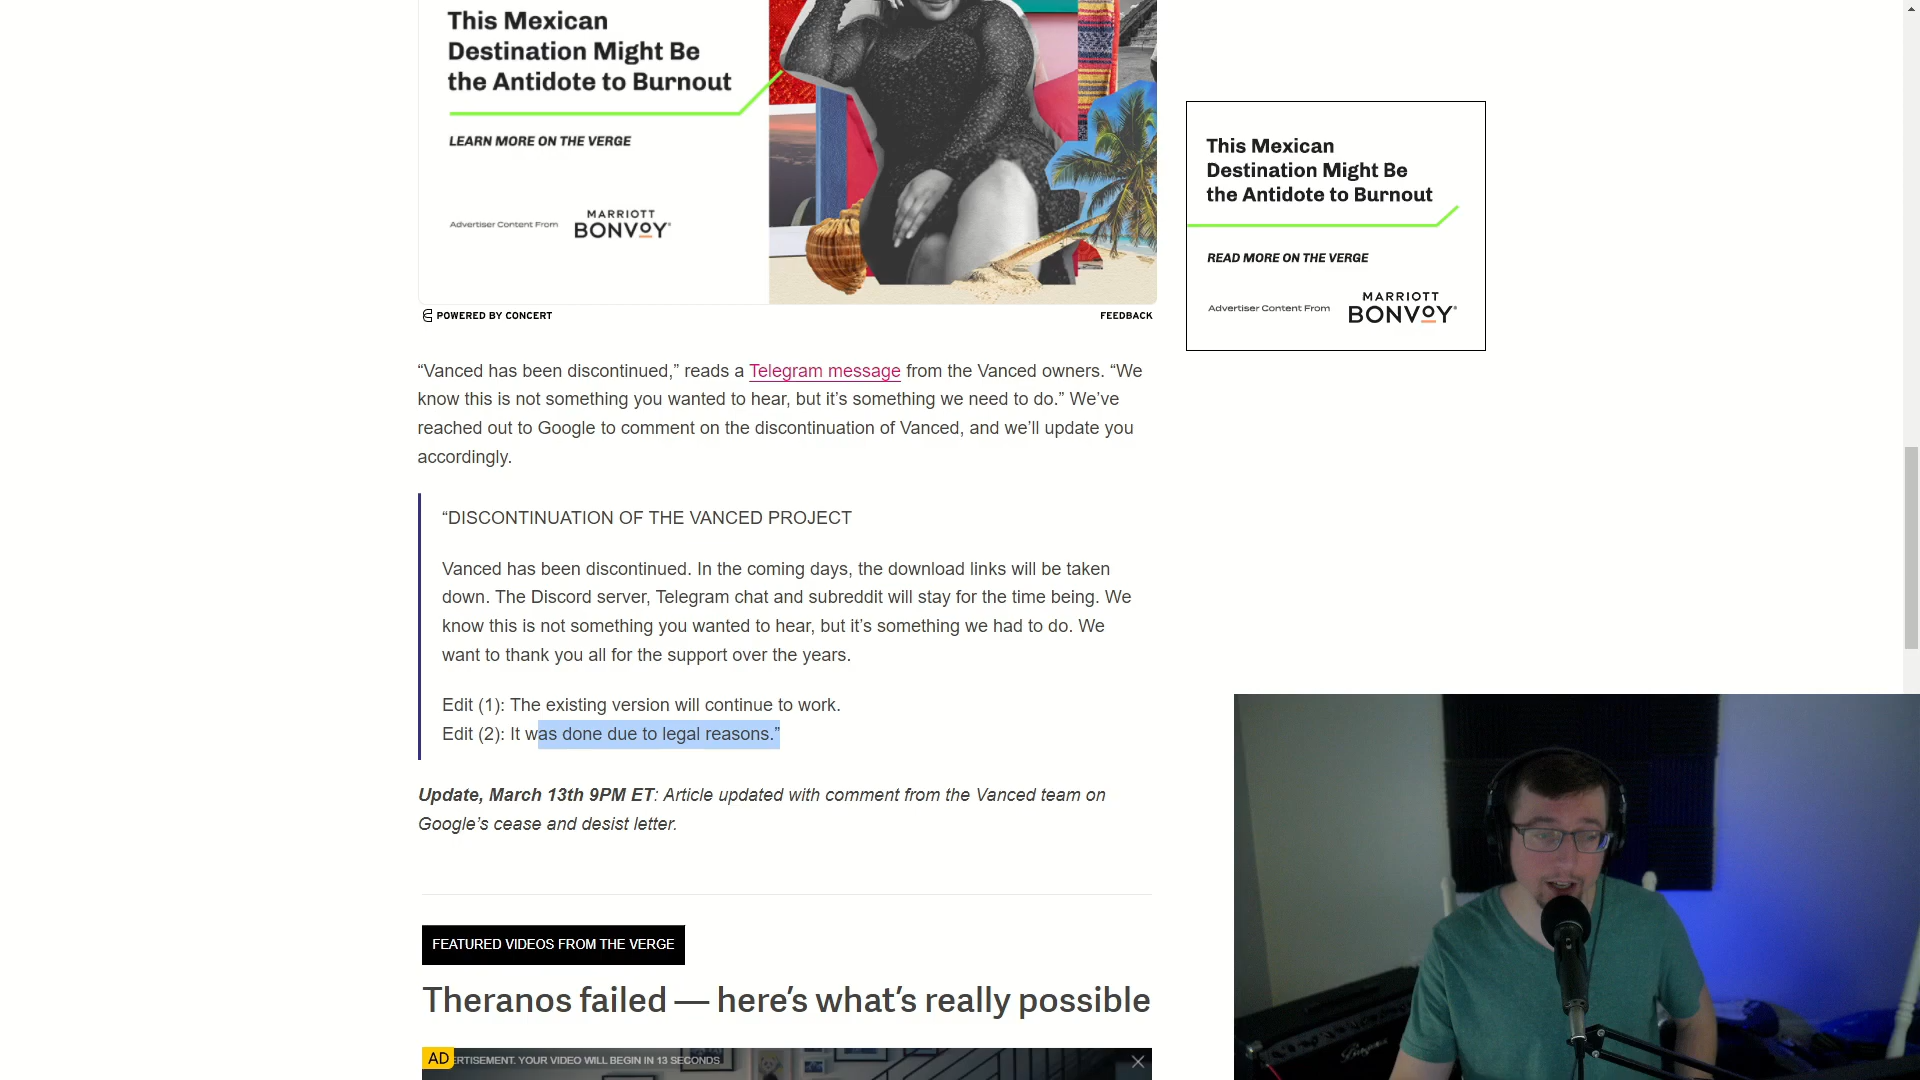 This Mexican
Destination Might Be
the Antidote to Burnout
LEARN MORE ON THE VERGE
Advertiser Content From
MARRIOTT
BONVOY
POWERED BY CONCERT
FEEDBACK
This Mexican
Destination Might Be
the Antidote to Burnout
READ MORE ON THE VERGE
Advertiser Content From
MARRIOTT
BONVOY
“Vanced has been discontinued,” reads a Telegram message from the Vanced owners. “We
know this is not something you wanted to hear, but it’s something we need to do.” We’ve
reached out to Google to comment on the discontinuation of Vanced, and we’ll update you
accordingly.
“DISCONTINUATION OF THE VANCED PROJECT
Vanced has been discontinued. In the coming days, the download links will be taken
down. The Discord server, Telegram chat and subreddit will stay for the time being. We
know this is not something you wanted to hear, but it’s something we had to do. We
want to thank you all for the support over the years.
Edit (1): The existing version will continue to work.
Edit (2): It was done due to legal reasons.”
Update, March 13th 9PM ET: Article updated with comment from the Vanced team on
Google’s cease and desist letter.
FEATURED VIDEOS FROM THE VERGE
Theranos failed — here’s what’s really possible
AD
ERTISEMENT. YOUR VIDEO WILL BEGIN IN 13 SECONDS